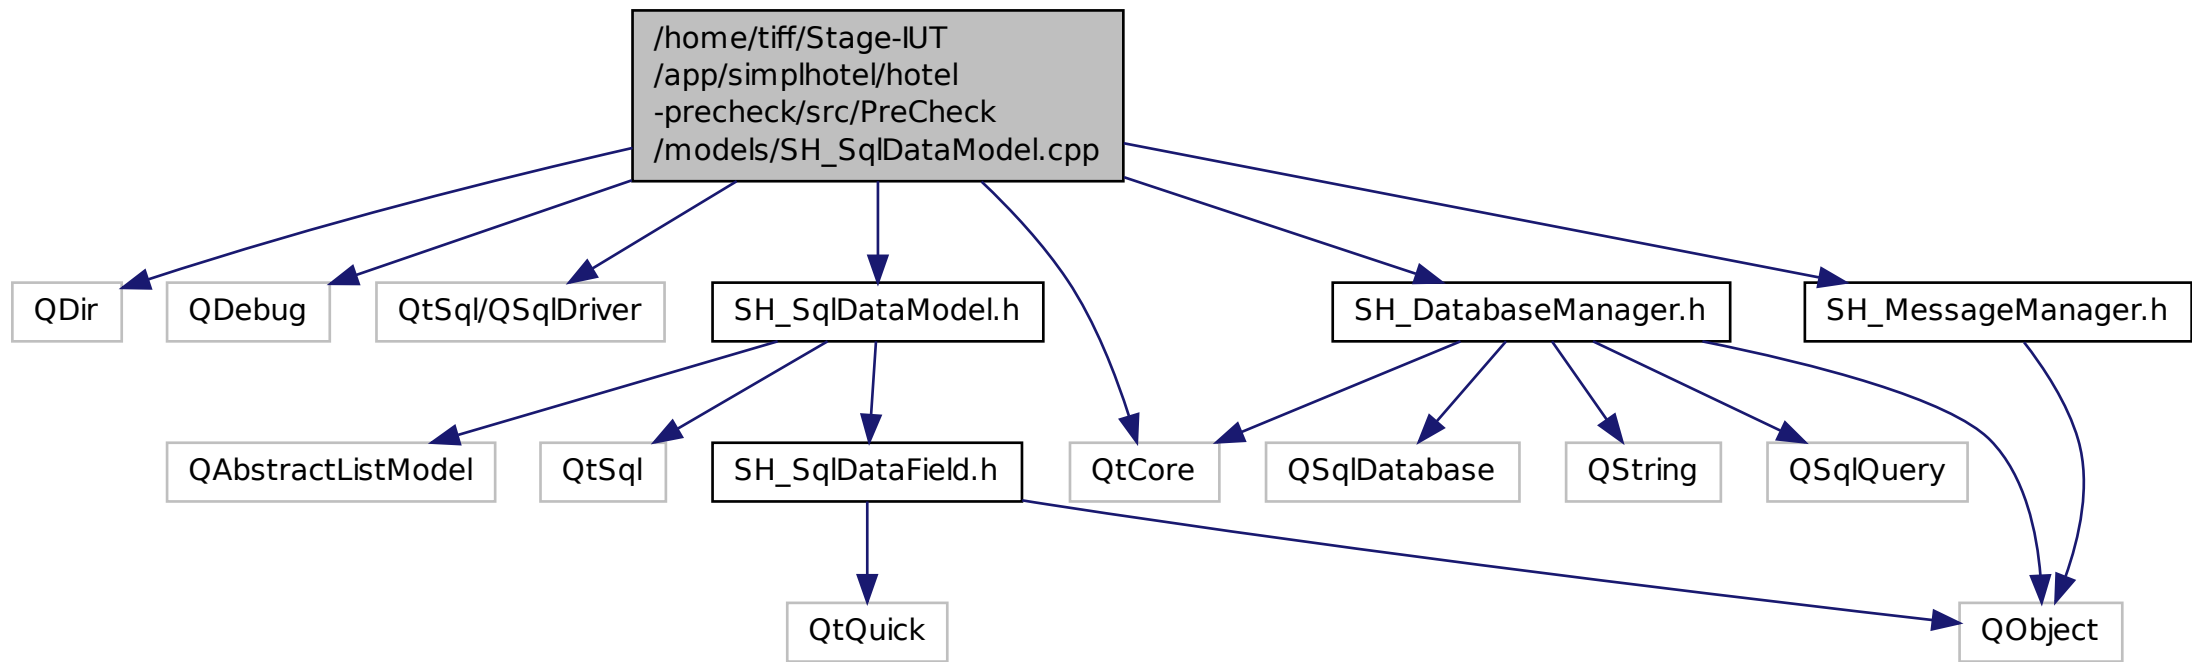 /home/tiff/Stage-IUT
/app/simplhotel/hotel
-precheck/src/PreCheck
/models/SH_SqlDataModel.cpp
QDir
QDebug
QtSql/QSqlDriver
SH_SqlDataModel.h
SH_DatabaseManager.h
SH_MessageManager.h
QAbstractListModel
QtSql
SH_SqlDataField.h
QtCore
QSqlDatabase
QString
QSqlQuery
QtQuick
QObject